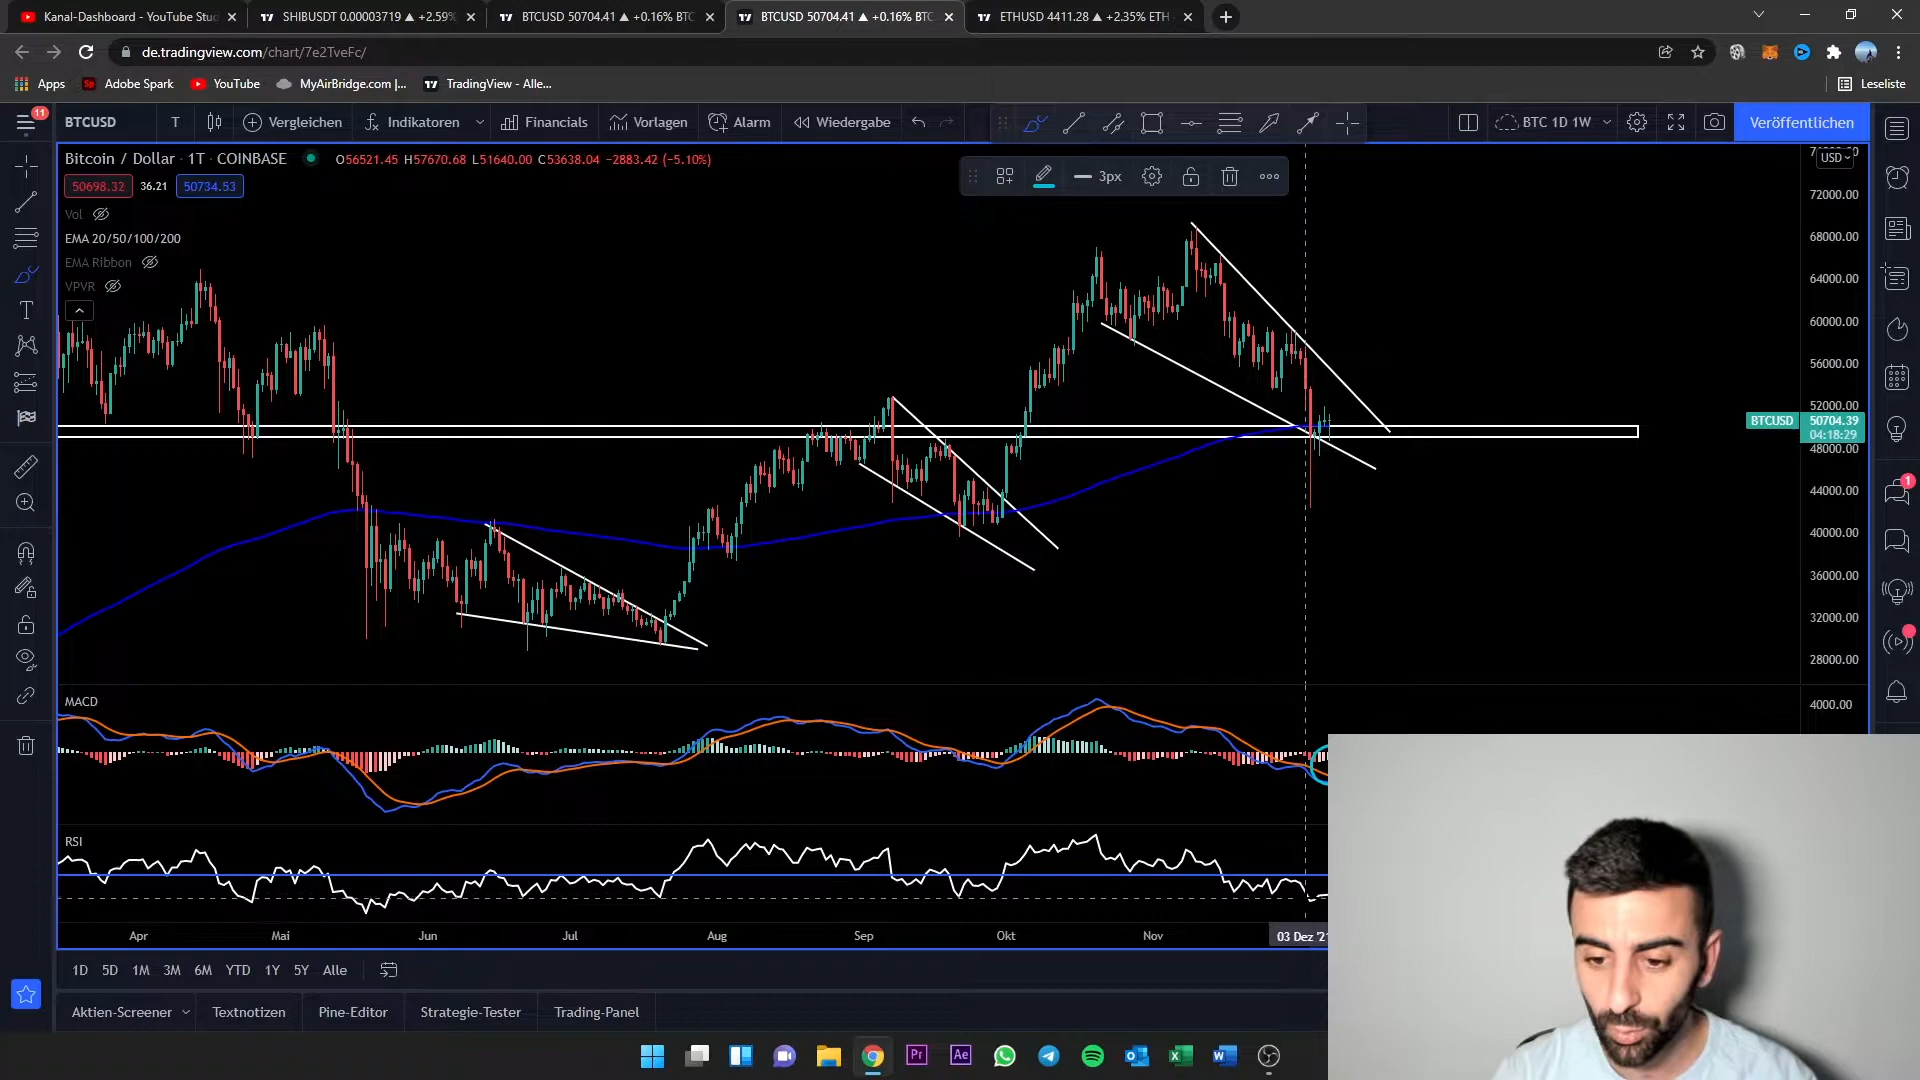 Kanal-Dashboard - YouTube Stud
SHIBUSDT 0.00003719 ▲ +2.59%
BTCUSD 50704.41 ▲ +0.16% BTC
BTCUSD 50704.41 ▲ +0.16% BTC
ETHUSD 4411.28 ▲ +2.35% ETH
de.tradingview.com/chart/7e2TveFc/
Apps
Adobe Spark
YouTube
MyAirBridge.com |...
TradingView - Alle...
Leseliste
11
BTCUSD
T
Vergleichen
Indikatoren
Financials
Vorlagen
Alarm
Wiedergabe
BTC 1D 1W
Veröffentlichen
Bitcoin / Dollar · 1T · COINBASE
O56521.45 H57670.68 L51640.00 C53638.04 −2883.42 (−5.10%)
3px
USD
50698.32
36.21
50734.53
Vol
EMA 20/50/100/200
EMA Ribbon
VPVR
72000.00
68000.00
64000.00
60000.00
56000.00
52000.00
BTCUSD
50704.39
04:18:29
48000.00
44000.00
40000.00
36000.00
32000.00
28000.00
1
MACD
4000.00
RSI
Apr
Mai
Jun
Jul
Aug
Sep
Okt
Nov
03 Dez '21
1D
5D
1M
3M
6M
YTD
1Y
5Y
Alle
Aktien-Screener
Textnotizen
Pine-Editor
Strategie-Tester
Trading-Panel
Pr
Ae